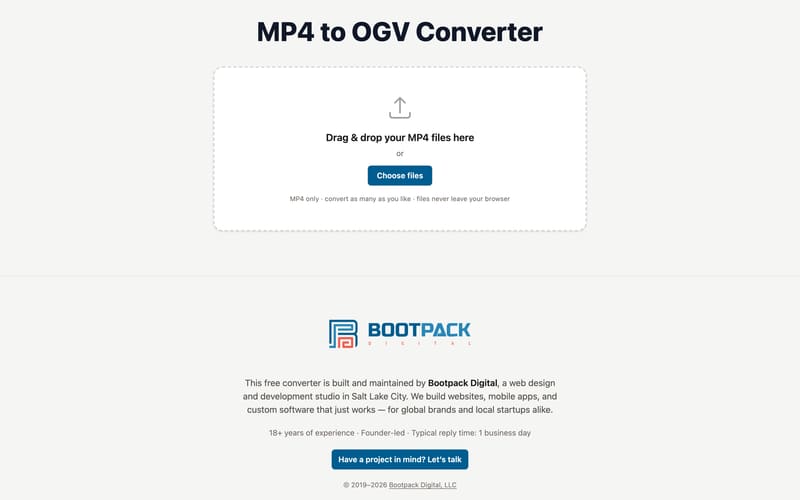 MP4 to OGV Converter
Drag & drop your MP4 files here
or
Choose files
MP4 only · convert as many as you like · files never leave your browser
BOOTPACK
DIGITAL
This free converter is built and maintained by Bootpack Digital, a web design
and development studio in Salt Lake City. We build websites, mobile apps, and
custom software that just works — for global brands and local startups alike.
18+ years of experience · Founder-led · Typical reply time: 1 business day
Have a project in mind? Let's talk
© 2019–2026 Bootpack Digital, LLC